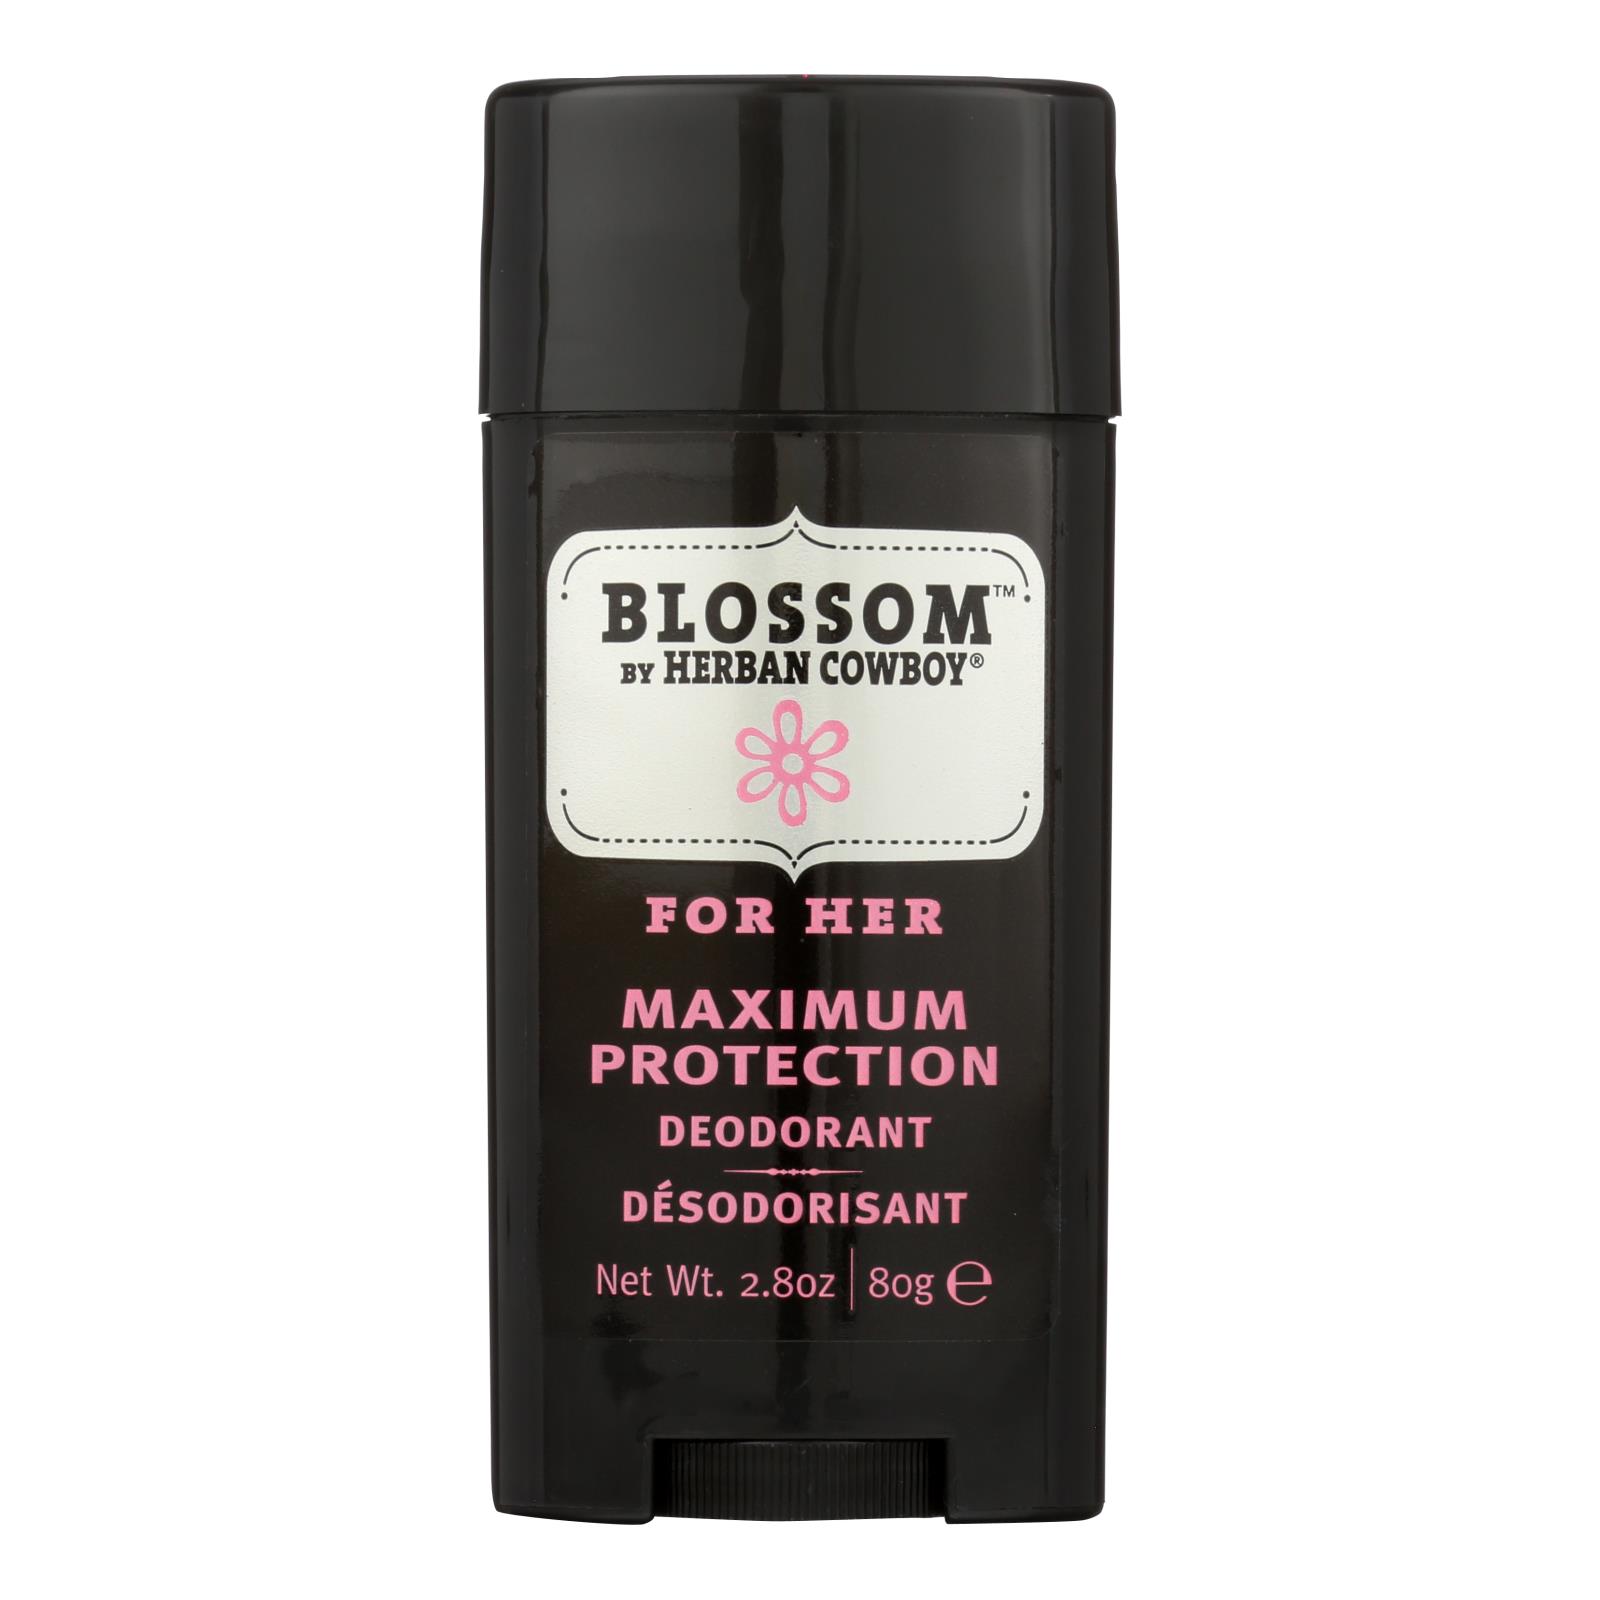 BLOSSOM™
BY HERBAN COWBOY®
FOR HER
MAXIMUM
PROTECTION
DEODORANT
DÉSODORISANT
Net Wt. 2.8oz | 80g ℮